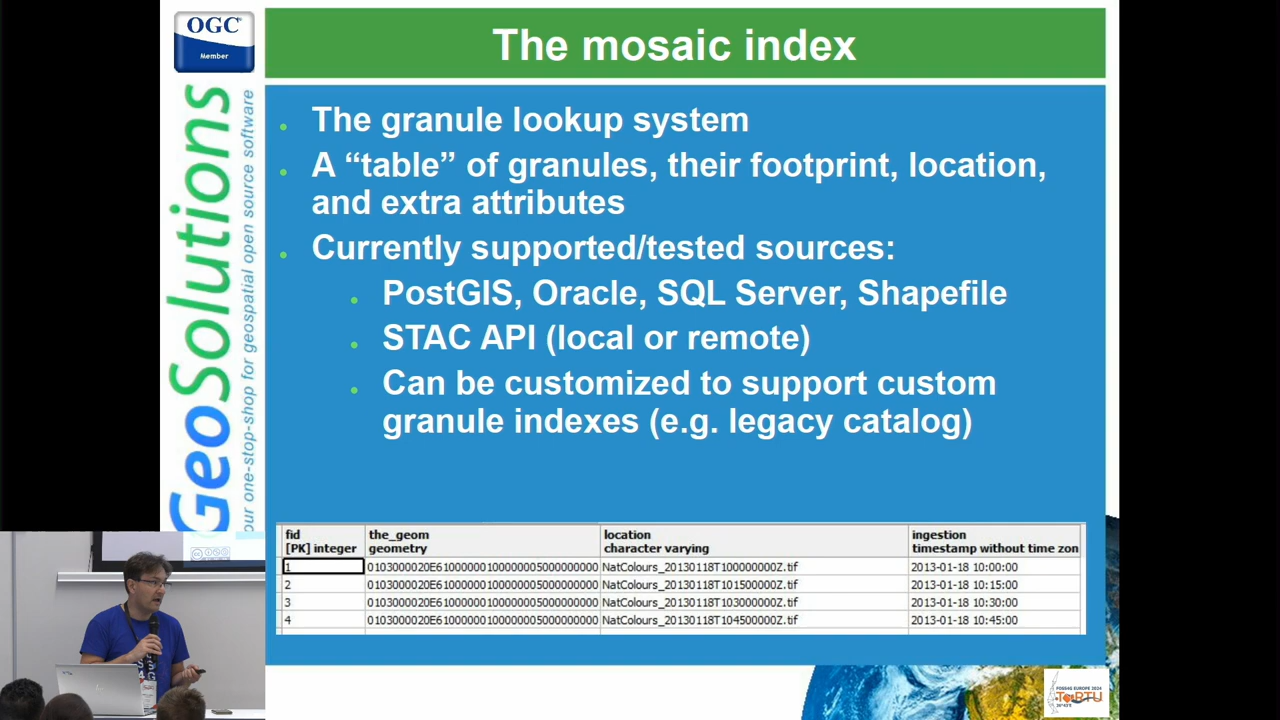 OGC
Member
The mosaic index
GeoSolutions
our one-stop-shop for geospatial open source software
The granule lookup system
A “table” of granules, their footprint, location,
and extra attributes
Currently supported/tested sources:
PostGIS, Oracle, SQL Server, Shapefile
STAC API (local or remote)
Can be customized to support custom
granule indexes (e.g. legacy catalog)
fid the_geom location ingestion
[PK] integer geometry character varying timestamp without time zon
1 0103000020E61000000100000005000000000 NatColours_20130118T100000000Z.tif 2013-01-18 10:00:00
2 0103000020E61000000100000005000000000 NatColours_20130118T101500000Z.tif 2013-01-18 10:15:00
3 0103000020E61000000100000005000000000 NatColours_20130118T103000000Z.tif 2013-01-18 10:30:00
4 0103000020E61000000100000005000000000 NatColours_20130118T104500000Z.tif 2013-01-18 10:45:00
FOSS4G EUROPE 2024
TARTU